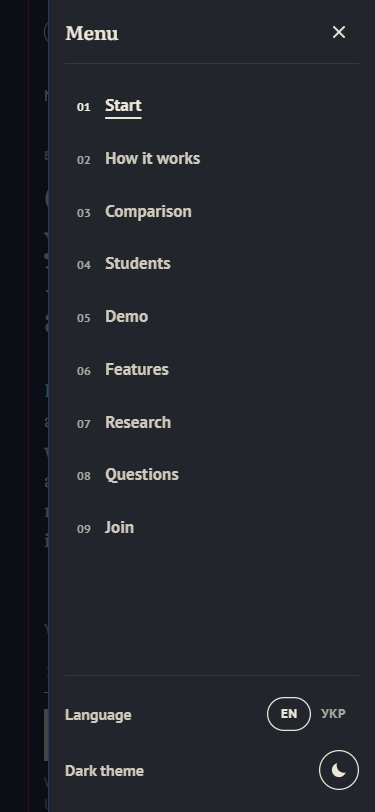 Menu
01 Start
02 How it works
03 Comparison
04 Students
05 Demo
06 Features
07 Research
08 Questions
09 Join
Language EN УКР
Dark theme